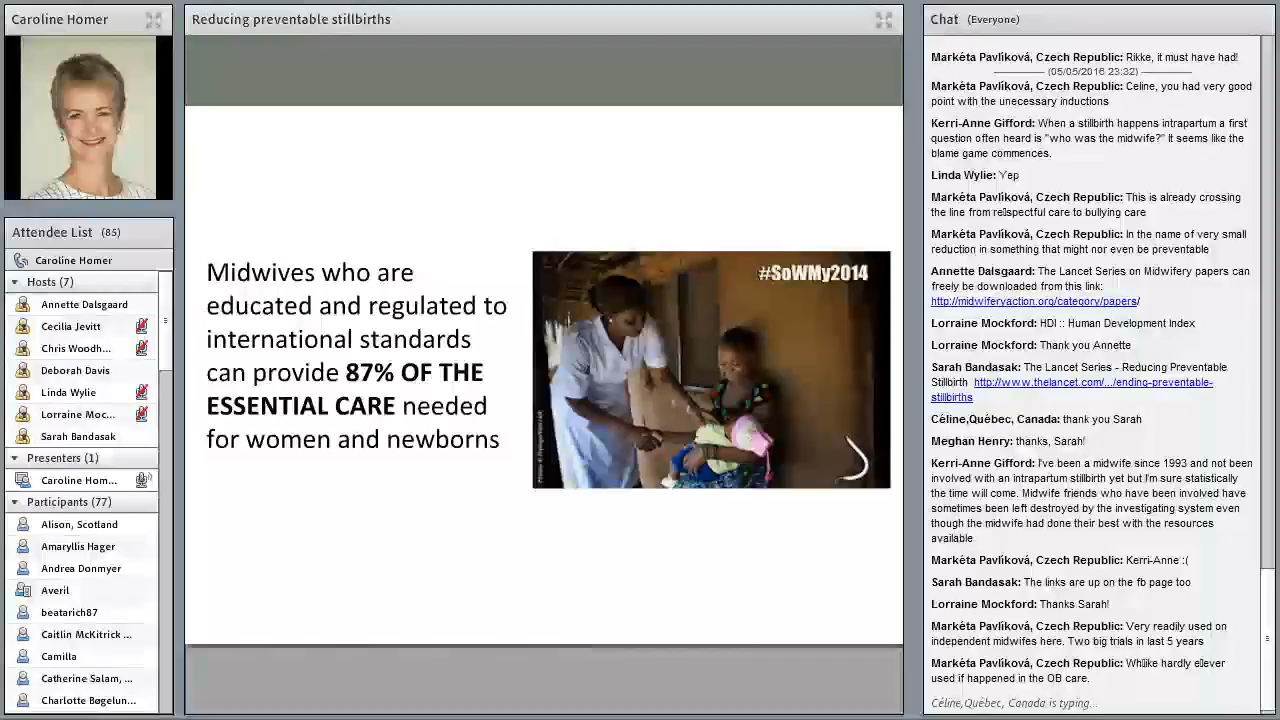 Caroline Homer
Attendee List (85)
Caroline Homer
Hosts (7)
Annette Dalsgaard
Cecilia Jevitt
Chris Woodh...
Deborah Davis
Linda Wylie
Lorraine Moc...
Sarah Bandasak
Presenters (1)
Caroline Hom...
Participants (77)
Alison, Scotland
Amaryllis Hager
Andrea Donmyer
Averil
beatarich87
Caitlin McKitrick ...
Camilla
Catherine Salam, ...
Charlotte Bøgelun...
Reducing preventable stillbirths
Midwives who are
educated and regulated to
international standards
can provide 87% OF THE
ESSENTIAL CARE needed
for women and newborns
#SoWMy2014
Chat (Everyone)
Markéta Pavlíková, Czech Republic: Rikke, it must have had!
(05/05/2016 23:32)
Markéta Pavlíková, Czech Republic: Celine, you had very good
point with the unecessary inductions
Kerri-Anne Gifford: When a stillbirth happens intrapartum a first
question often heard is "who was the midwife?" It seems like the
blame game commences.
Linda Wylie: Yep
Markéta Pavlíková, Czech Republic: This is already crossing
the line from respectful care to bullying care
Markéta Pavlíková, Czech Republic: In the name of very small
reduction in something that might nor even be preventable
Annette Dalsgaard: The Lancet Series on Midwifery papers can
freely be downloaded from this link:
http://midwiferyaction.org/category/papers/
Lorraine Mockford: HDI :: Human Development Index
Lorraine Mockford: Thank you Annette
Sarah Bandasak: The Lancet Series - Reducing Preventable
Stillbirth http://www.thelancet.com/.../ending-preventable-
stillbirths
Céline,Québec, Canada: thank you Sarah
Meghan Henry: thanks, Sarah!
Kerri-Anne Gifford: I've been a midwife since 1993 and not been
involved with an intrapartum stillbirth yet but I'm sure statistically
the time will come. Midwife friends who have been involved have
sometimes been left destroyed by the investigating system even
though the midwife had done their best with the resources
available
Markéta Pavlíková, Czech Republic: Kerri-Anne :(
Sarah Bandasak: The links are up on the fb page too
Lorraine Mockford: Thanks Sarah!
Markéta Pavlíková, Czech Republic: Very readily used on
independent midwifes here. Two big trials in last 5 years
Markéta Pavlíková, Czech Republic: hardly
used if happened in the OB care.
Céline,Québec, Canada is typing...